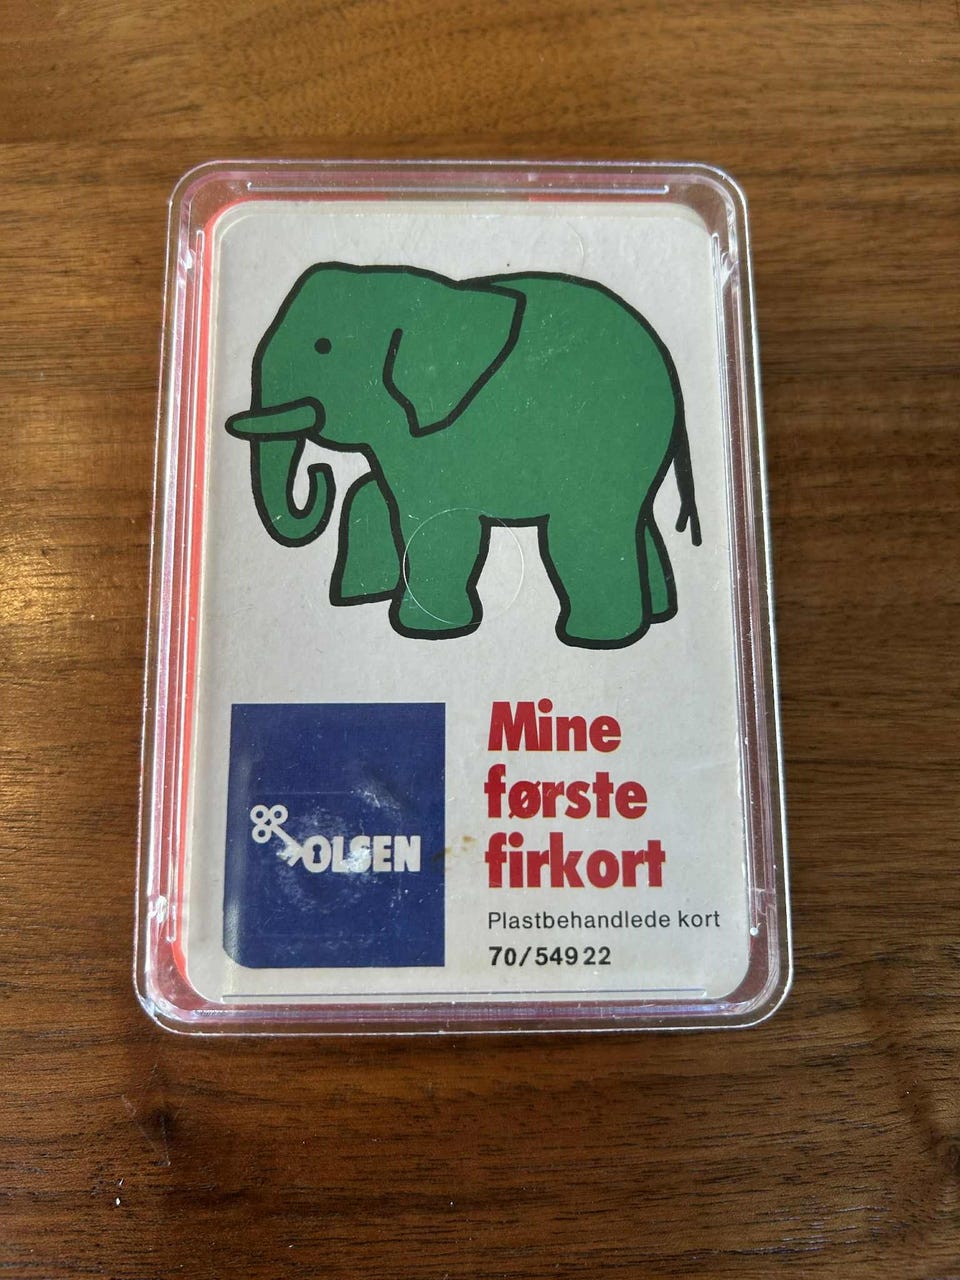 OLSEN
Mine
første
firkort
Plastbehandlede kort
70/54922